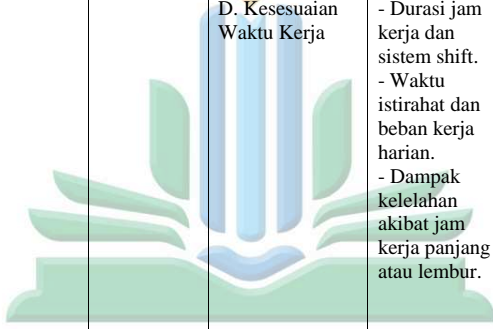 D. Kesesuaian
Waktu Kerja
- Durasi jam
kerja dan
sistem shift.
- Waktu
istirahat dan
beban kerja
harian.
- Dampak
kelelahan
akibat jam
kerja panjang
atau lembur.